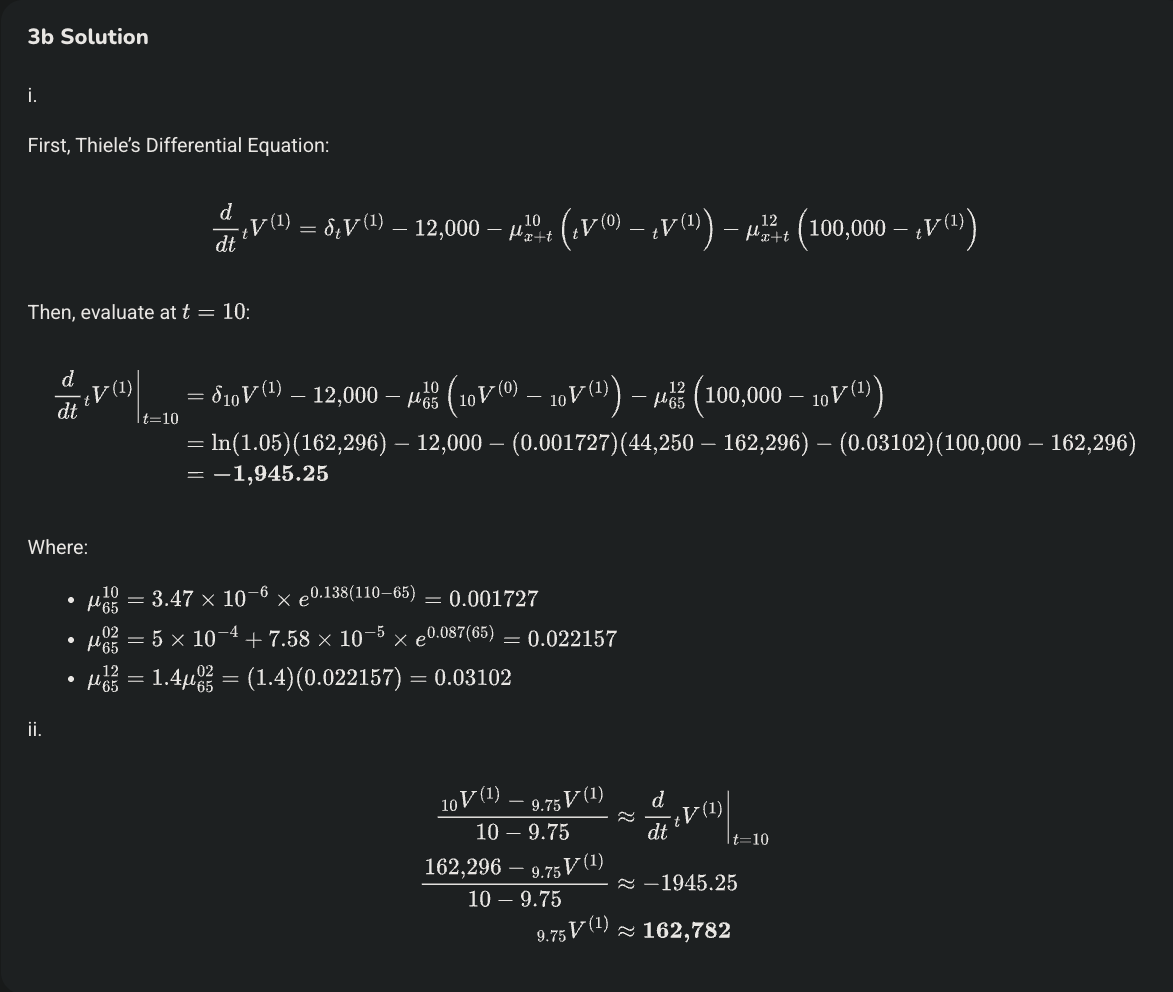 3b Solution
i.
First, Thiele’s Differential Equation:
$\frac{d}{dt}{}_{t}V^{(1)} = \delta_{t}V^{(1)} - 12{,}000 - \mu_{x+t}^{10}\left({}_{t}V^{(0)} - {}_{t}V^{(1)}\right) - \mu_{x+t}^{12}\left(100{,}000 - {}_{t}V^{(1)}\right)$
Then, evaluate at $t = 10$:
$\left.\frac{d}{dt}{}_{t}V^{(1)}\right|_{t=10} = \delta_{10}V^{(1)} - 12{,}000 - \mu_{65}^{10}\left({}_{10}V^{(0)} - {}_{10}V^{(1)}\right) - \mu_{65}^{12}\left(100{,}000 - {}_{10}V^{(1)}\right)$
$= \ln(1.05)(162{,}296) - 12{,}000 - (0.001727)(44{,}250 - 162{,}296) - (0.03102)(100{,}000 - 162{,}296)$
$= \mathbf{-1{,}945.25}$
Where:
• $\mu_{65}^{10} = 3.47 \times 10^{-6} \times e^{0.138(110-65)} = 0.001727$
• $\mu_{65}^{02} = 5 \times 10^{-4} + 7.58 \times 10^{-5} \times e^{0.087(65)} = 0.022157$
• $\mu_{65}^{12} = 1.4\mu_{65}^{02} = (1.4)(0.022157) = 0.03102$
ii.
$\frac{{}_{10}V^{(1)} - {}_{9.75}V^{(1)}}{10 - 9.75} \approx \left.\frac{d}{dt}{}_{t}V^{(1)}\right|_{t=10}$
$\frac{162{,}296 - {}_{9.75}V^{(1)}}{10 - 9.75} \approx -1945.25$
${}_{9.75}V^{(1)} \approx \mathbf{162{,}782}$